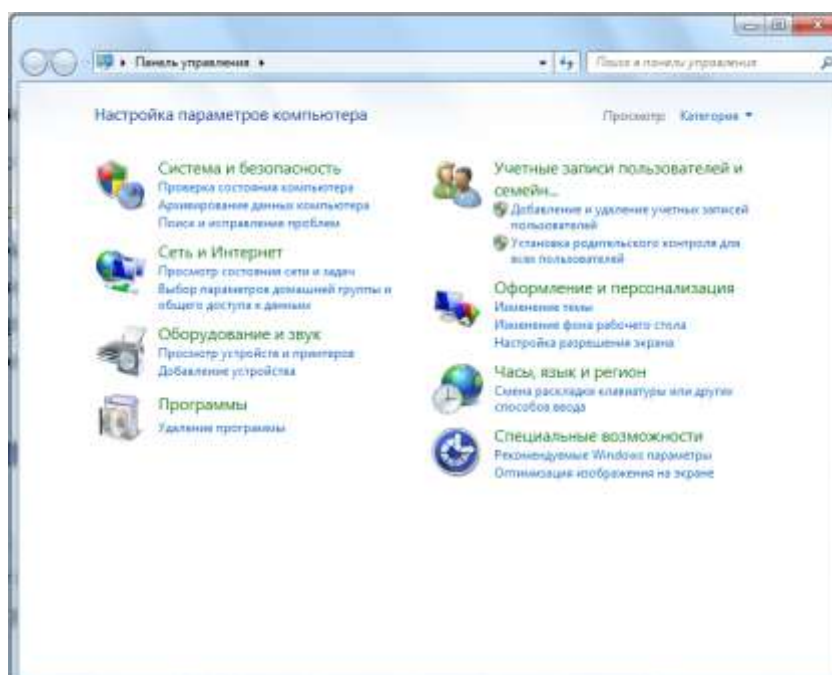 Панель управления
Поиск в панели управления
Настройка параметров компьютера
Просмотр: Категория
Система и безопасность
Проверка состояния компьютера
Архивирование данных компьютера
Поиск и исправление проблем
Сеть и Интернет
Просмотр состояния сети и задач
Выбор параметров домашней группы и
общего доступа к данным
Оборудование и звук
Просмотр устройств и принтеров
Добавление устройства
Программы
Удаление программы
Учетные записи пользователей и
семейн...
Добавление и удаление учетных записей
пользователей
Установка родительского контроля для
всех пользователей
Оформление и персонализация
Изменение темы
Изменение фона рабочего стола
Настройка разрешения экрана
Часы, язык и регион
Смена раскладки клавиатуры или других
способов ввода
Специальные возможности
Рекомендуемые Windows параметры
Оптимизация изображения на экране